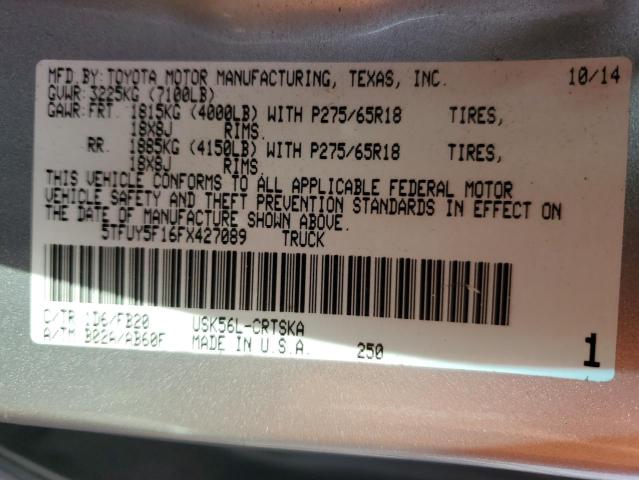 MFD.BY:TOYOTA MOTOR MANUFACTURING, TEXAS, INC. 10/14
GVWR:3225KG (7100LB)
GAWR:FRT. 1815KG (4000LB) WITH P275/65R18 TIRES,
18X8J RIMS.
RR. 1885KG (4150LB) WITH P275/65R18 TIRES,
18X8J RIMS.
THIS VEHICLE CONFORMS TO ALL APPLICABLE FEDERAL MOTOR
VEHICLE SAFETY AND THEFT PREVENTION STANDARDS IN EFFECT ON
THE DATE OF MANUFACTURE SHOWN ABOVE.
5TFUY5F16FX427089 TRUCK
C/TR :1D6/FB20 USK56L-CRTSKA
A/TM :B02A/AB60F MADE IN U.S.A. 250 1